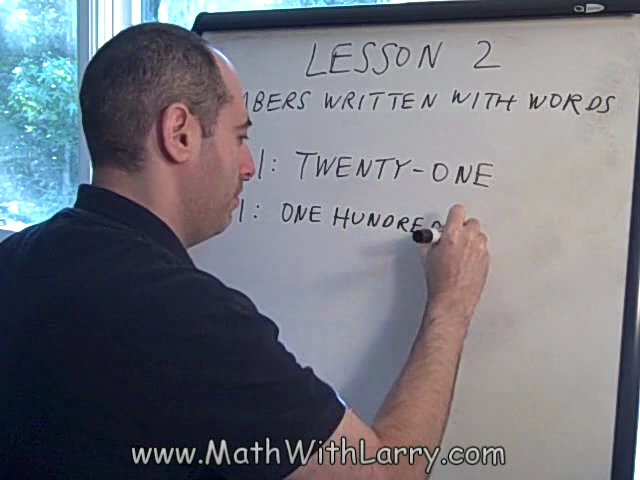 LESSON 2
MBERS WRITTEN WITH WORDS
1: TWENTY-ONE
1: ONE HUNDRE
www.MathWithLarry.com